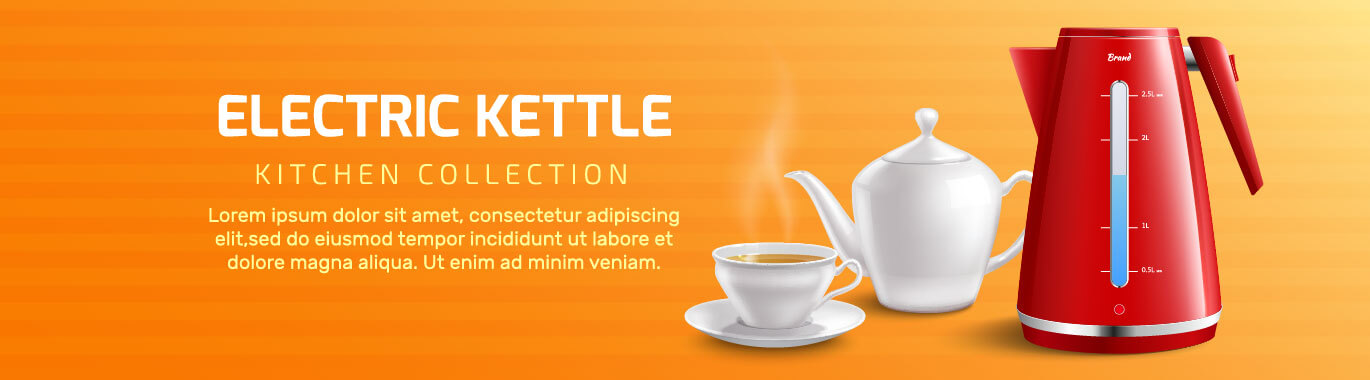 ELECTRIC KETTLE
KITCHEN COLLECTION
Lorem ipsum dolor sit amet, consectetur adipiscing
elit,sed do eiusmod tempor incididunt ut labore et
dolore magna aliqua. Ut enim ad minim veniam.
Brand
2.5L
2L
1L
0.5L